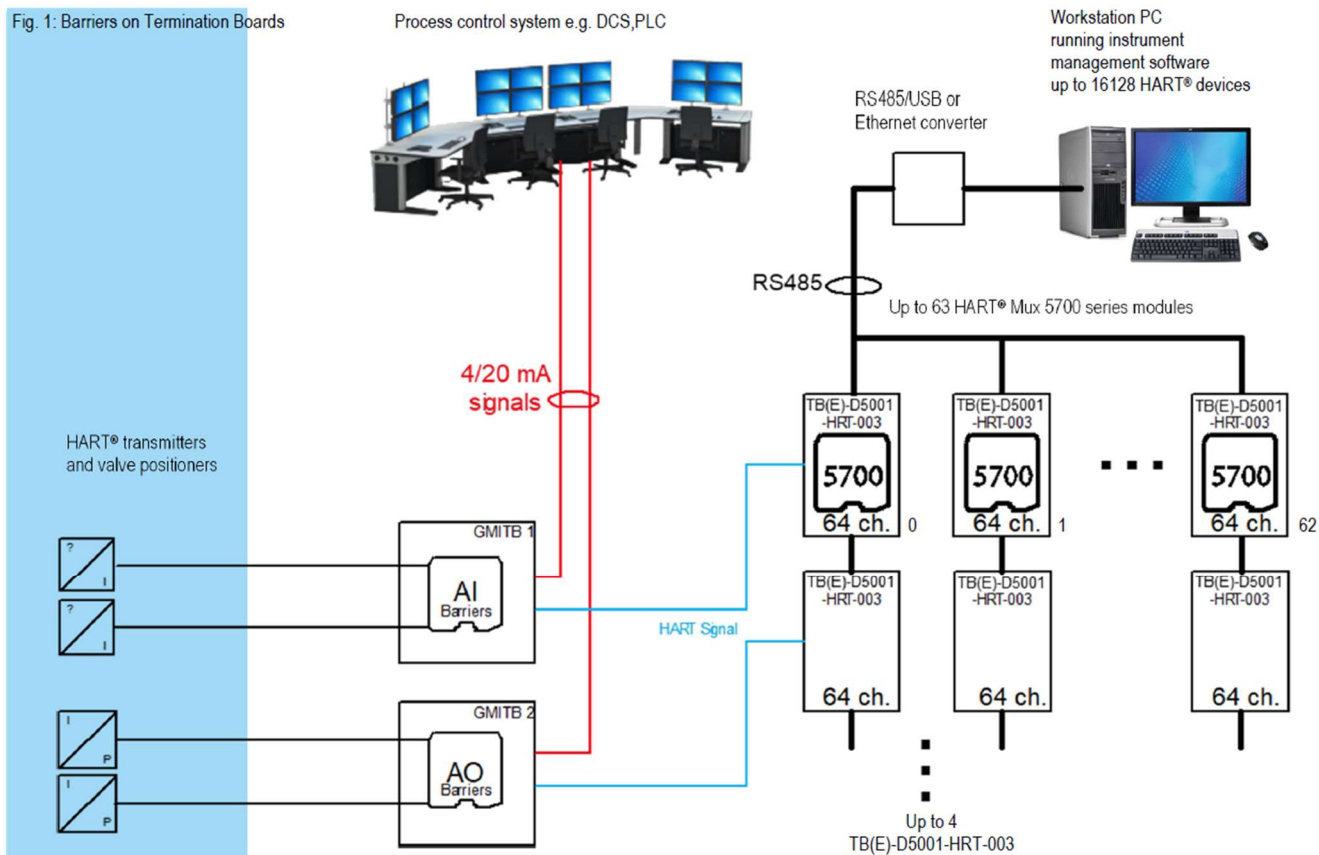 Fig. 1: Barriers on Termination Boards
Process control system e.g. DCS,PLC
Workstation PC
running instrument
management software
up to 16128 HART® devices
RS485/USB or
Ethernet converter
RS485
Up to 63 HART® Mux 5700 series modules
4/20 mA
signals
HART® transmitters
and valve positioners
TB(E)-D5001
-HRT-003
5700
64 ch.
0
TB(E)-D5001
-HRT-003
5700
64 ch.
1
TB(E)-D5001
-HRT-003
5700
64 ch.
62
GMITB 1
AI
Barriers
?
I
?
I
HART Signal
TB(E)-D5001
-HRT-003
64 ch.
TB(E)-D5001
-HRT-003
64 ch.
TB(E)-D5001
-HRT-003
64 ch.
GMITB 2
AO
Barriers
I
P
I
P
Up to 4
TB(E)-D5001-HRT-003